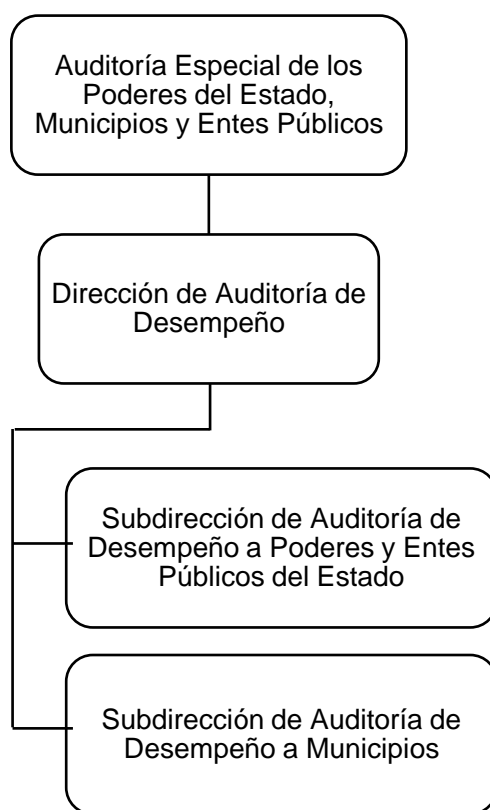 Auditoría Especial de los
Poderes del Estado,
Municipios y Entes Públicos
Dirección de Auditoría de
Desempeño
Subdirección de Auditoría de
Desempeño a Poderes y Entes
Públicos del Estado
Subdirección de Auditoría de
Desempeño a Municipios